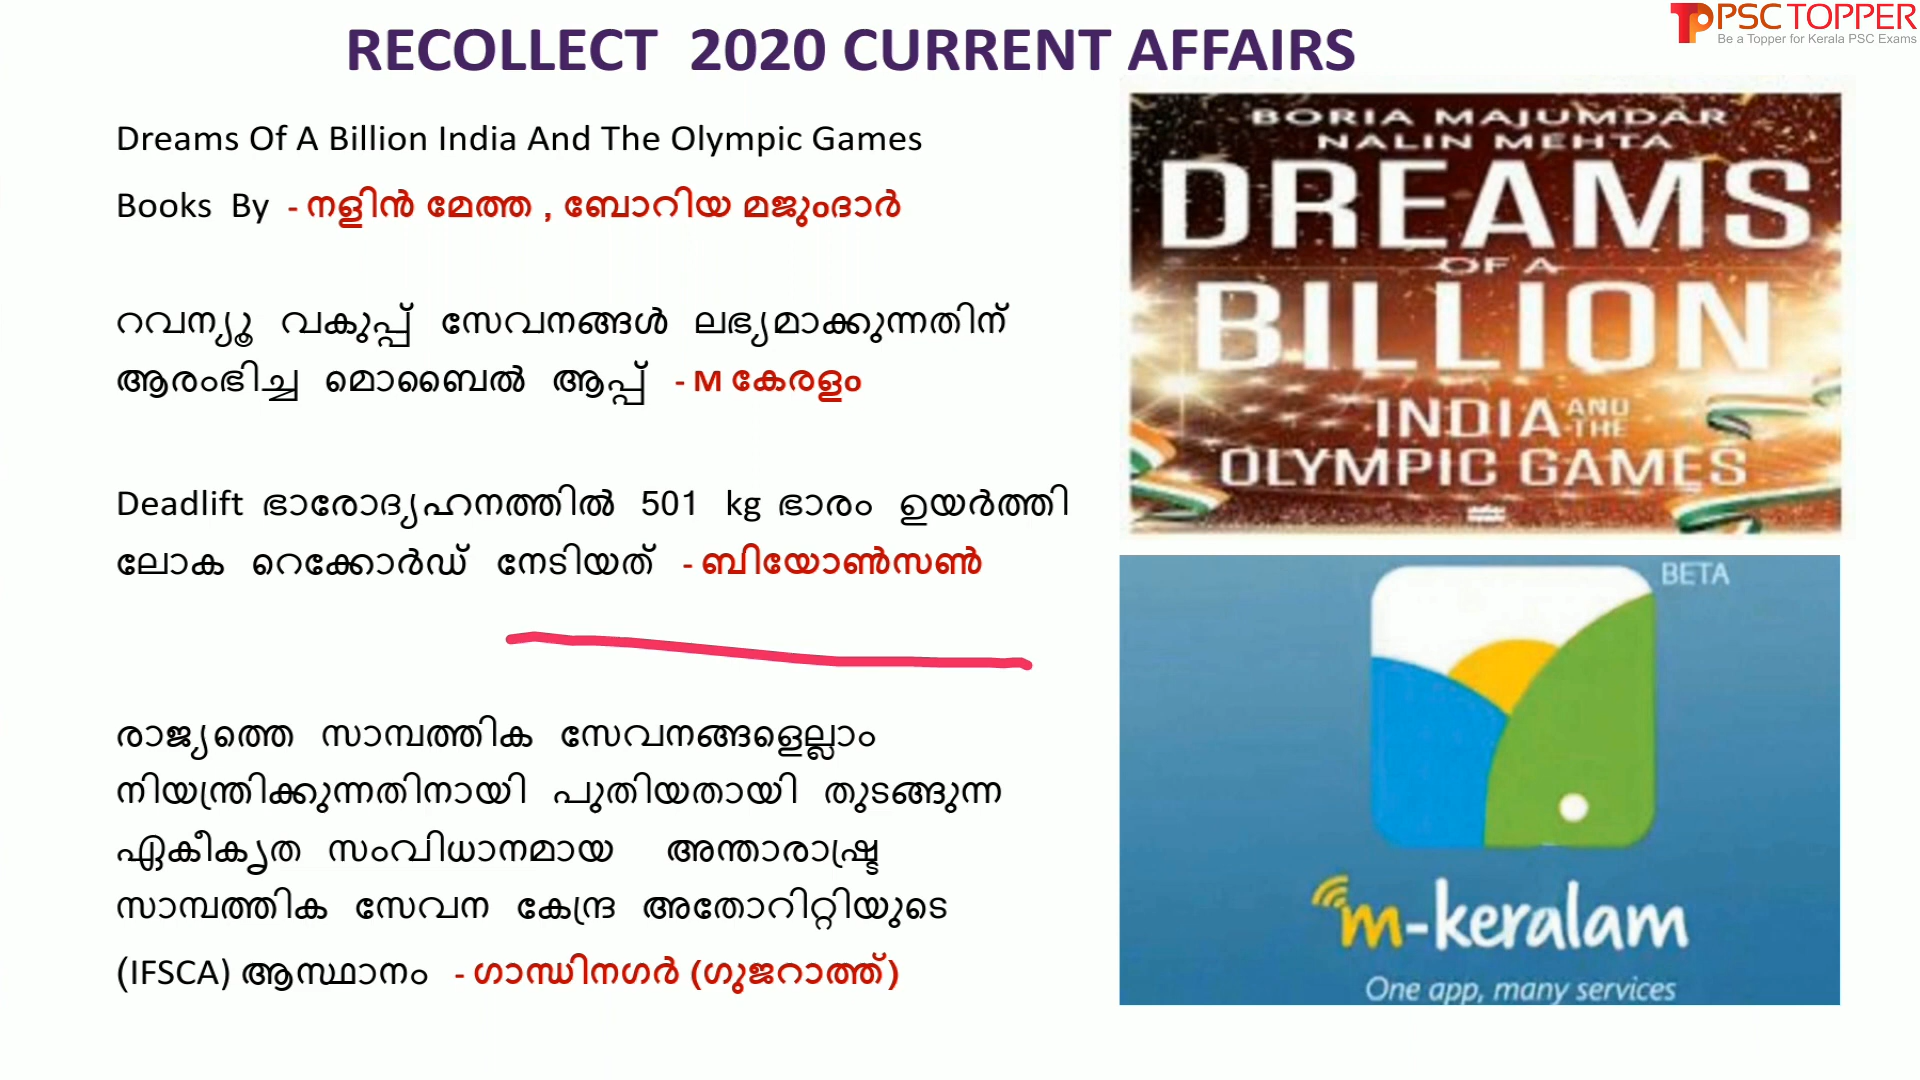 RECOLLECT 2020 CURRENT AFFAIRS
PSC TOPPER
Be a Topper for Kerala PSC Exams
Dreams Of A Billion India And The Olympic Games
Books By - നളിൻ മേത്ത , ബോറിയ മജുംദാർ
റവന്യൂ വകുപ്പ് സേവനങ്ങൾ ലഭ്യമാക്കുന്നതിന്
ആരംഭിച്ച മൊബൈൽ ആപ്പ് - M കേരളം
Deadlift ഭാരോദ്യഹനത്തിൽ 501 kg ഭാരം ഉയർത്തി
ലോക റെക്കോർഡ് നേടിയത് - ബിയോൺസൺ
രാജ്യത്തെ സാമ്പത്തിക സേവനങ്ങളെല്ലാം
നിയന്ത്രിക്കുന്നതിനായി പുതിയതായി തുടങ്ങുന്ന
ഏകീകൃത സംവിധാനമായ അന്താരാഷ്ട്ര
സാമ്പത്തിക സേവന കേന്ദ്ര അതോറിറ്റിയുടെ
(IFSCA) ആസ്ഥാനം - ഗാന്ധിനഗർ (ഗുജറാത്ത്)
BORIA MAJUMDAR
NALIN MEHTA
DREAMS
OF A
BILLION
INDIA AND THE
OLYMPIC GAMES
BETA
m-keralam
One app, many services